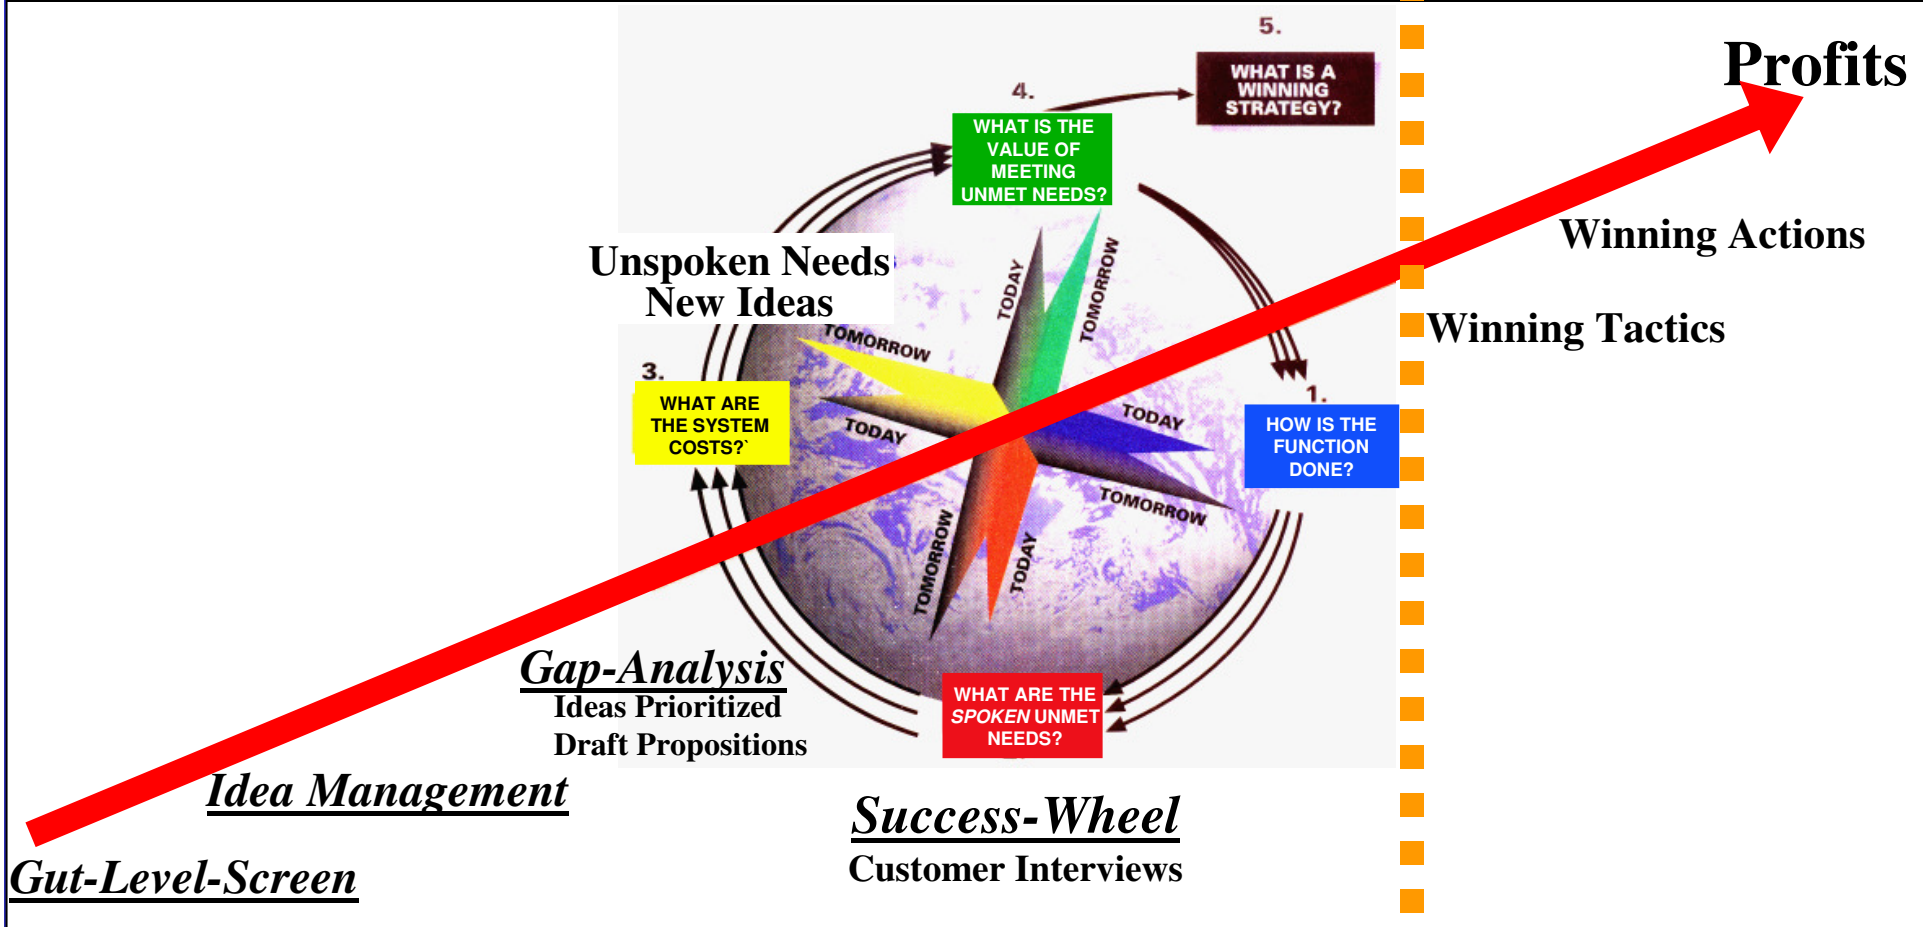 5.
Profits
WHAT IS A
WINNING
STRATEGY?
4.
WHAT IS THE
VALUE OF
MEETING
UNMET NEEDS?
Winning Actions
Unspoken Needs
New Ideas
TODAY
TOMORROW
Winning Tactics
TOMORROW
3.
WHAT ARE
THE SYSTEM
COSTS?`
TODAY
TODAY
1.
HOW IS THE
FUNCTION
DONE?
TOMORROW
TOMORROW
TODAY
Gap-Analysis
Ideas Prioritized
Draft Propositions
WHAT ARE THE
SPOKEN UNMET
NEEDS?
Idea Management
Success-Wheel
Customer Interviews
Gut-Level-Screen